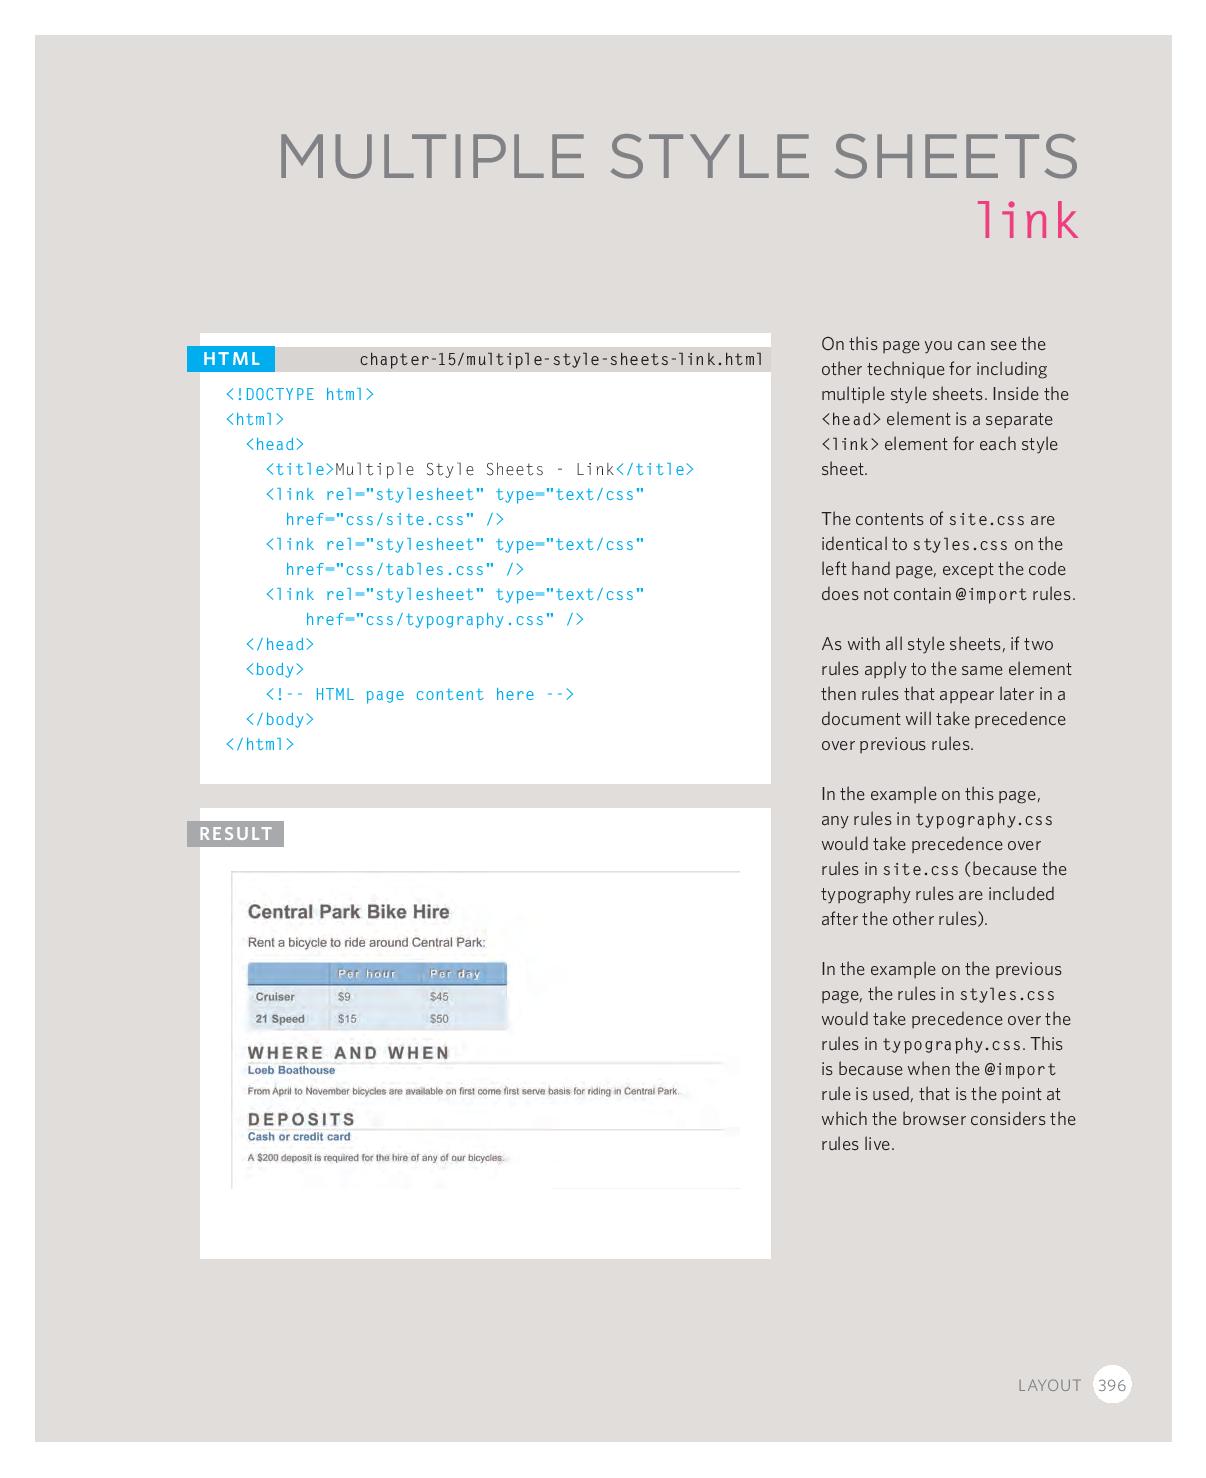 MULTIPLE STYLE SHEETS
link
HTML
chapter-15/multiple-style-sheets-link.html
<!DOCTYPE html>
<html>
  <head>
    <title>Multiple Style Sheets - Link</title>
    <link rel="stylesheet" type="text/css"
      href="css/site.css" />
    <link rel="stylesheet" type="text/css"
      href="css/tables.css" />
    <link rel="stylesheet" type="text/css"
        href="css/typography.css" />
  </head>
  <body>
    <!-- HTML page content here -->
  </body>
</html>
RESULT
Central Park Bike Hire
Rent a bicycle to ride around Central Park:
Per hour Per day
Cruiser $9 $45
21 Speed $15 $50
WHERE AND WHEN
Loeb Boathouse
From April to November bicycles are available on first come first serve basis for riding in Central Park.
DEPOSITS
Cash or credit card
A $200 deposit is required for the hire of any of our bicycles.
On this page you can see the
other technique for including
multiple style sheets. Inside the
<head> element is a separate
<link> element for each style
sheet.
The contents of site.css are
identical to styles.css on the
left hand page, except the code
does not contain @import rules.
As with all style sheets, if two
rules apply to the same element
then rules that appear later in a
document will take precedence
over previous rules.
In the example on this page,
any rules in typography.css
would take precedence over
rules in site.css (because the
typography rules are included
after the other rules).
In the example on the previous
page, the rules in styles.css
would take precedence over the
rules in typography.css. This
is because when the @import
rule is used, that is the point at
which the browser considers the
rules live.
LAYOUT 396